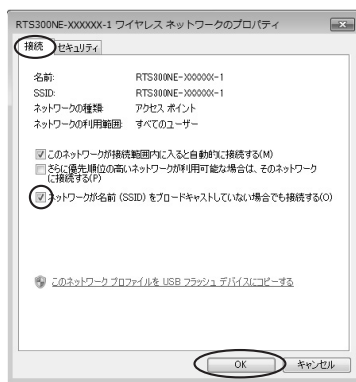 RTS300NE-XXXXXX-1 ワイヤレス ネットワークのプロパティ
接続 セキュリティ
名前: RTS300NE-XXXXXX-1
SSID: RTS300NE-XXXXXX-1
ネットワークの種類: アクセス ポイント
ネットワークの利用範囲: すべてのユーザー
このネットワークが接続範囲内に入ると自動的に接続する(M)
さらに優先順位の高いネットワークが利用可能な場合は、そのネットワーク
に接続する(P)
ネットワークが名前 (SSID) をブロードキャストしていない場合でも接続する(O)
このネットワーク プロファイルを USB フラッシュ デバイスにコピーする
OK キャンセル